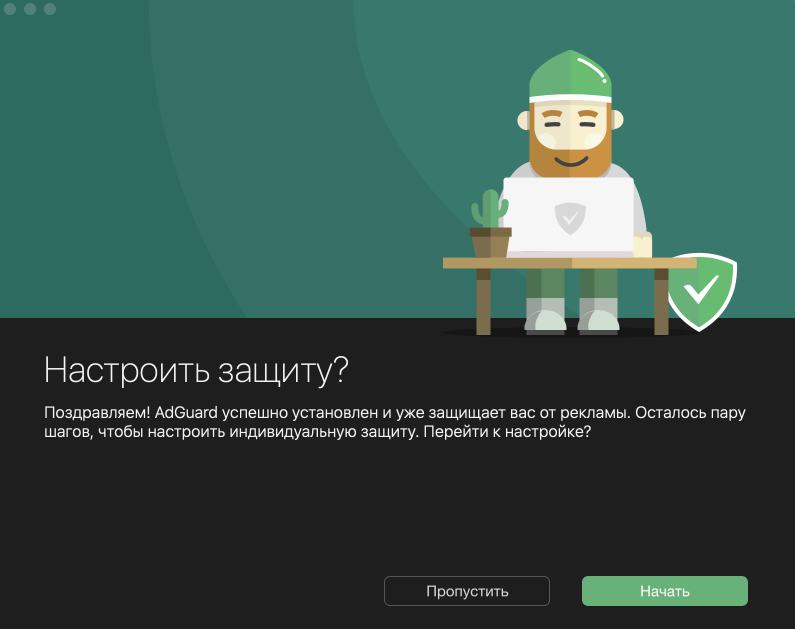 Настроить защиту?
Поздравляем! AdGuard успешно установлен и уже защищает вас от рекламы. Осталось пару
шагов, чтобы настроить индивидуальную защиту. Перейти к настройке?
Пропустить
Начать